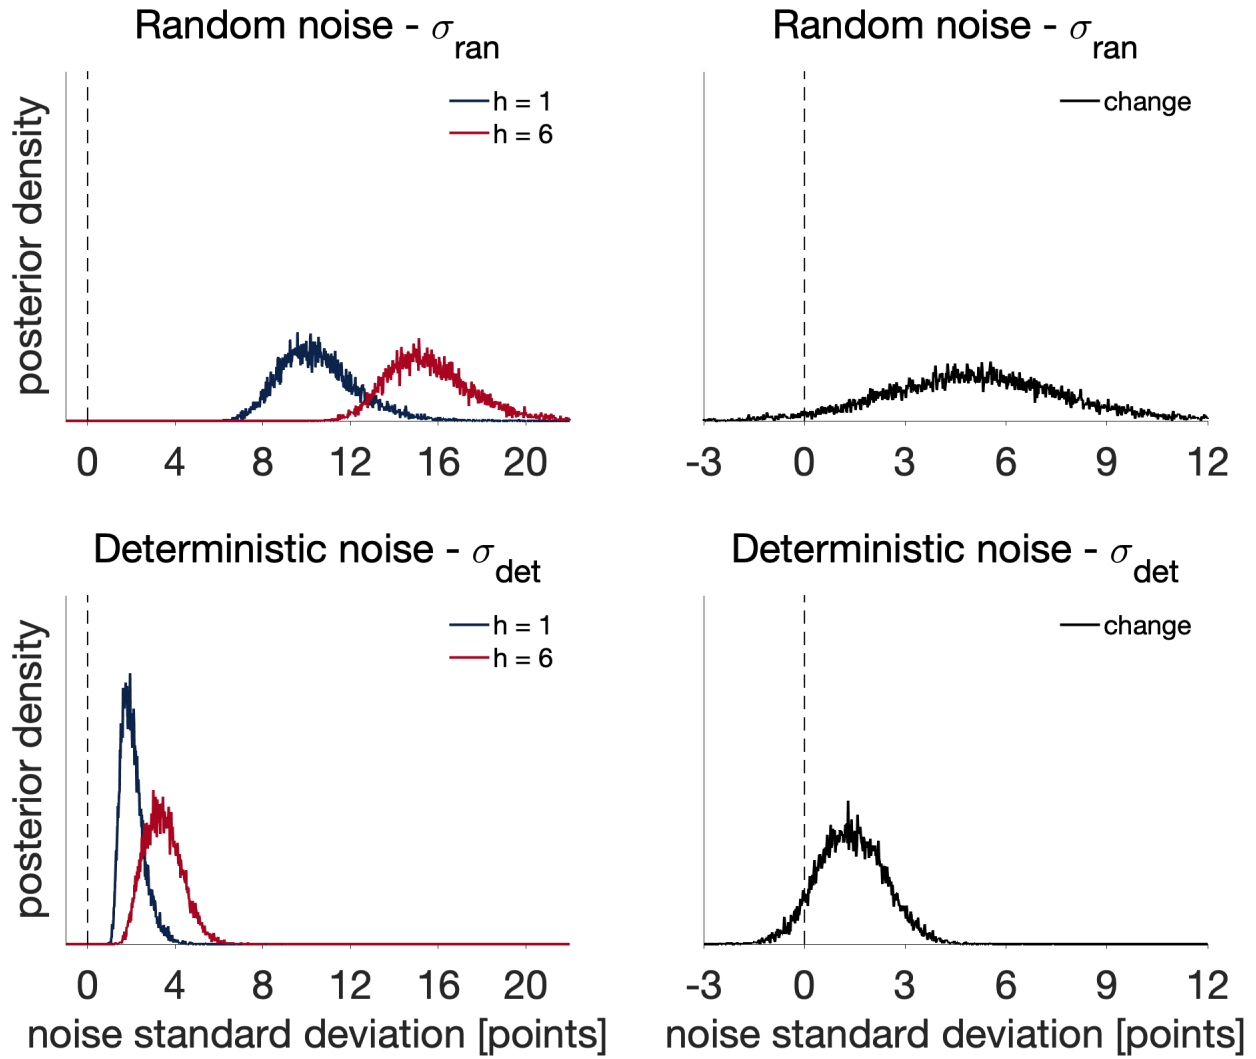 Random noise - σran
h = 1
h = 6
posterior density
0 4 8 12 16 20
Random noise - σran
change
-3 0 3 6 9 12
Deterministic noise - σdet
h = 1
h = 6
posterior density
0 4 8 12 16 20
noise standard deviation [points]
Deterministic noise - σdet
change
-3 0 3 6 9 12
noise standard deviation [points]